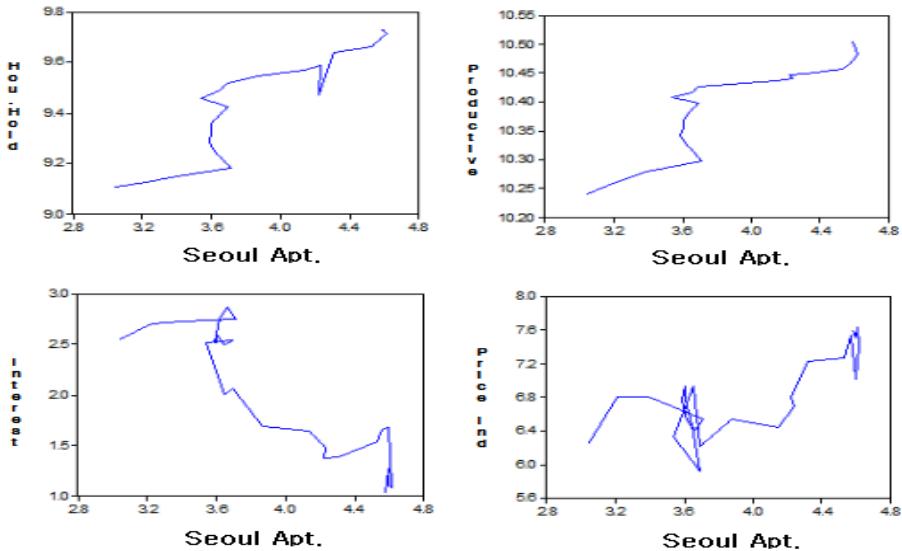 Hou.Hold
9.8
9.6
9.4
9.2
9.0
2.8 3.2 3.6 4.0 4.4 4.8
Seoul Apt.
Productive
10.55
10.50
10.45
10.40
10.35
10.30
10.25
10.20
2.8 3.2 3.6 4.0 4.4 4.8
Seoul Apt.
Interest
3.0
2.5
2.0
1.5
1.0
2.8 3.2 3.6 4.0 4.4 4.8
Seoul Apt.
Price Ind
8.0
7.6
7.2
6.8
6.4
6.0
5.6
2.8 3.2 3.6 4.0 4.4 4.8
Seoul Apt.